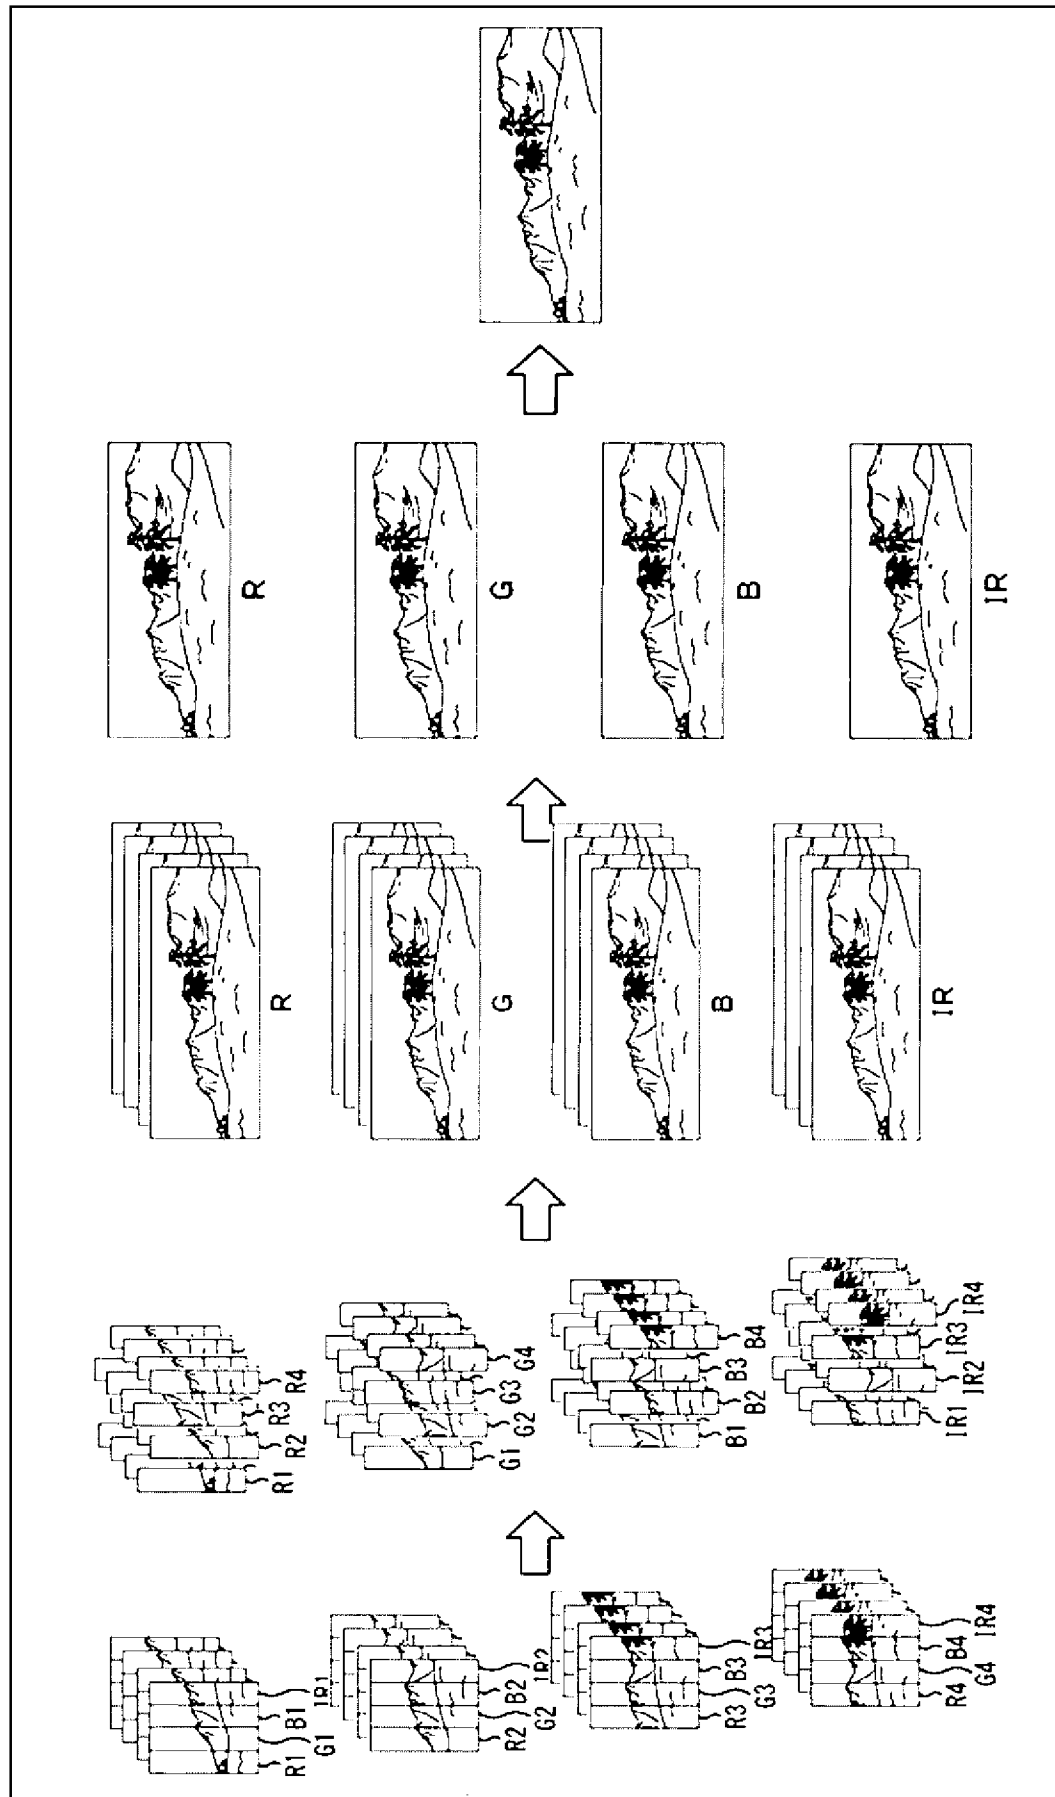 R1 G1 B1 IR1
R2 G2 B2 IR2
R3 G3 B3 IR3
R4 G4 B4 IR4
R1 R2 R3 R4
G1 G2 G3 G4
B1 B2 B3 B4
IR1 IR2 IR3 IR4
R
G
B
IR
R
G
B
IR